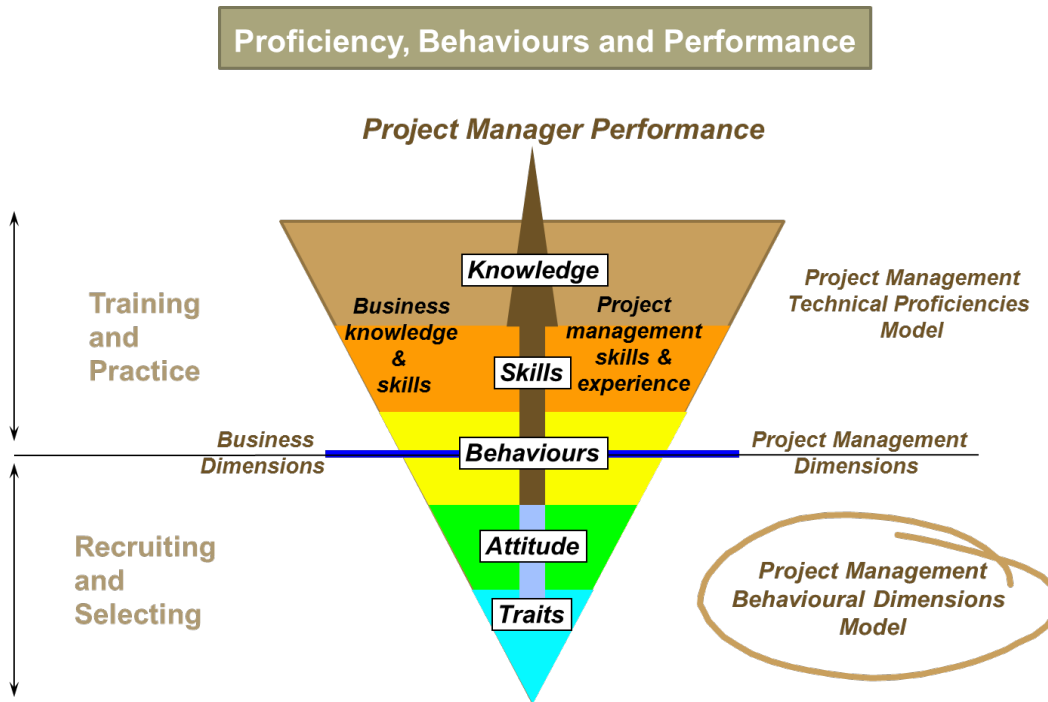 Proficiency, Behaviours and Performance
Project Manager Performance
Knowledge
Training
and
Practice
Business
knowledge
&
skills
Project
management
skills &
experience
Project Management
Technical Proficiencies
Model
Skills
Business
Dimensions
Behaviours
Project Management
Dimensions
Recruiting
and
Selecting
Attitude
Traits
Project Management
Behavioural Dimensions
Model